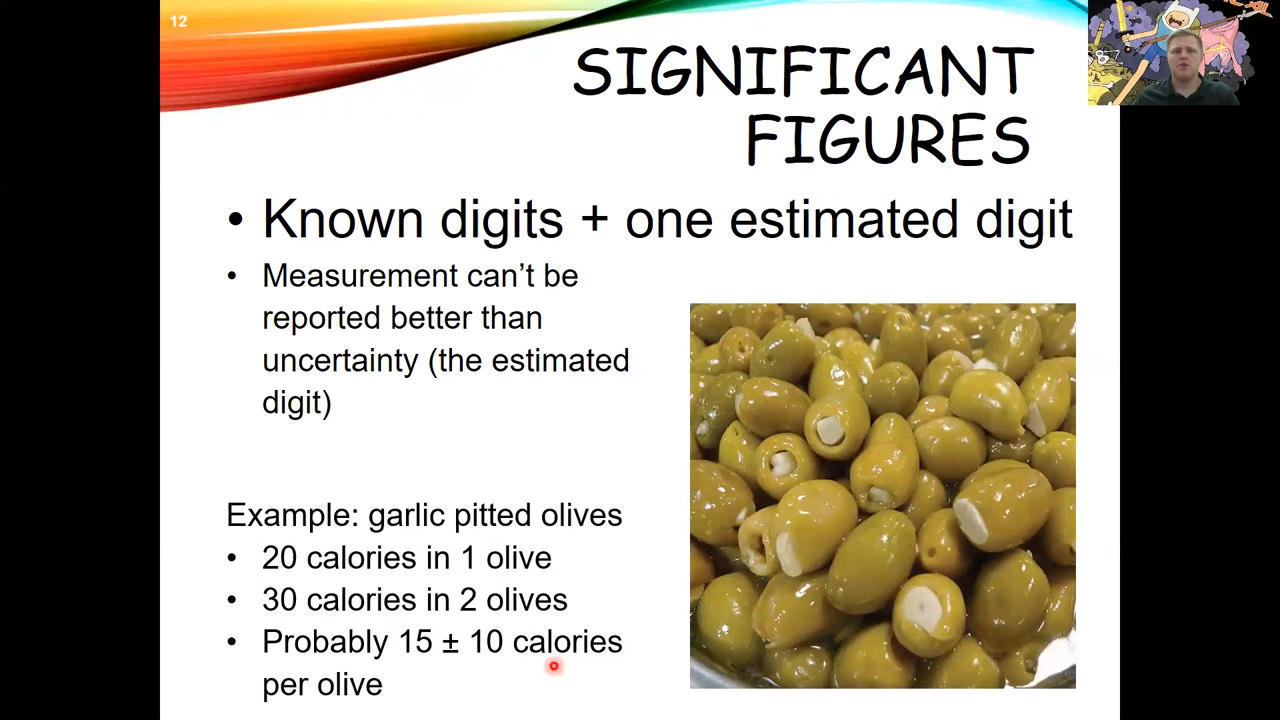 12
SIGNIFICANT
FIGURES
• Known digits + one estimated digit
• Measurement can’t be
reported better than
uncertainty (the estimated
digit)
Example: garlic pitted olives
• 20 calories in 1 olive
• 30 calories in 2 olives
• Probably 15 ± 10 calories
per olive